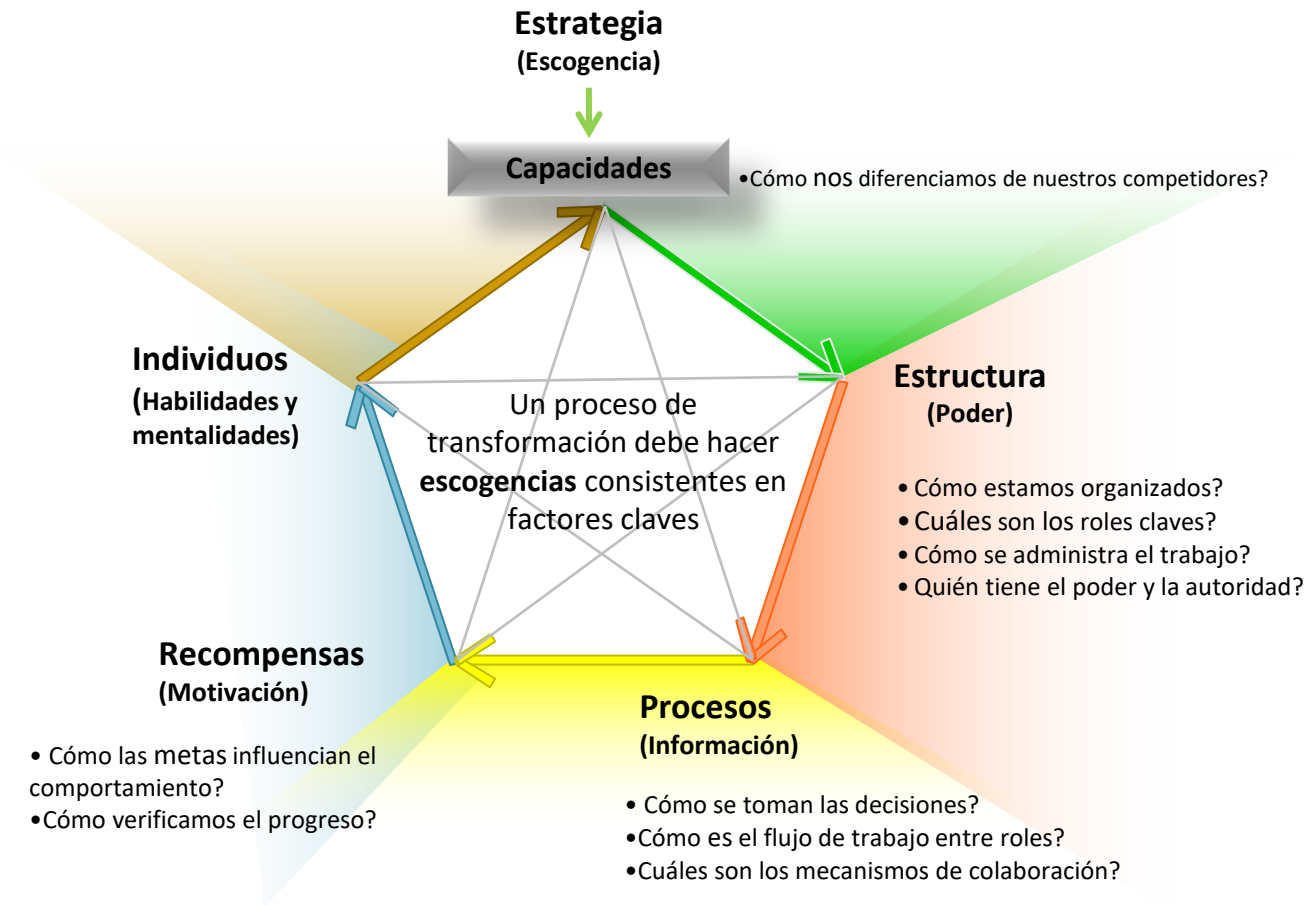 Estrategia
(Escogencia)
Capacidades
•Cómo nos diferenciamos de nuestros competidores?
Individuos
(Habilidades y
mentalidades)
Un proceso de
transformación debe hacer
escogencias consistentes en
factores claves
Estructura
(Poder)
• Cómo estamos organizados?
• Cuáles son los roles claves?
• Cómo se administra el trabajo?
• Quién tiene el poder y la autoridad?
Recompensas
(Motivación)
• Cómo las metas influencian el
comportamiento?
•Cómo verificamos el progreso?
Procesos
(Información)
• Cómo se toman las decisiones?
•Cómo es el flujo de trabajo entre roles?
•Cuáles son los mecanismos de colaboración?